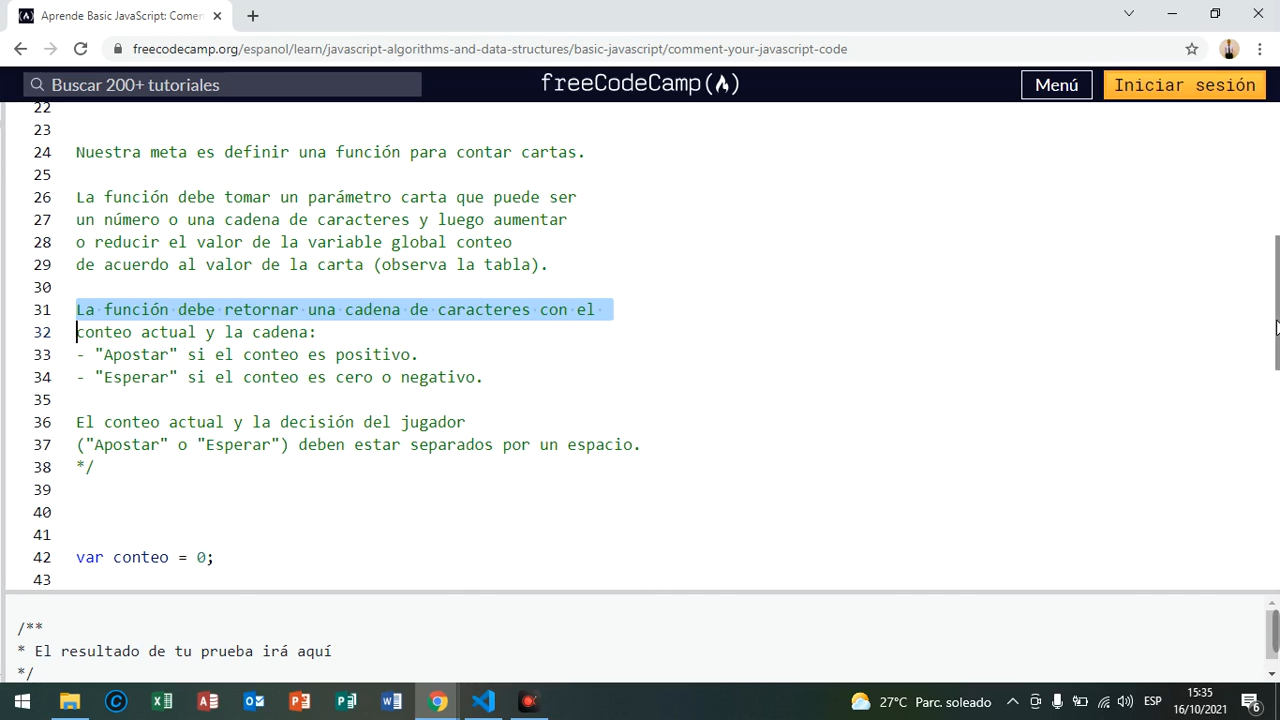 Aprende Basic JavaScript: Comen
freecodecamp.org/espanol/learn/javascript-algorithms-and-data-structures/basic-javascript/comment-your-javascript-code
Buscar 200+ tutoriales
freeCodeCamp
Menú
Iniciar sesión
22
23
24 Nuestra meta es definir una función para contar cartas.
25
26 La función debe tomar un parámetro carta que puede ser
27 un número o una cadena de caracteres y luego aumentar
28 o reducir el valor de la variable global conteo
29 de acuerdo al valor de la carta (observa la tabla).
30
31 La función debe retornar una cadena de caracteres con el
32 conteo actual y la cadena:
33 - "Apostar" si el conteo es positivo.
34 - "Esperar" si el conteo es cero o negativo.
35
36 El conteo actual y la decisión del jugador
37 ("Apostar" o "Esperar") deben estar separados por un espacio.
38 */
39
40
41
42 var conteo = 0;
43
/**
* El resultado de tu prueba irá aquí
*/
27°C Parc. soleado
ESP
15:35
16/10/2021
6